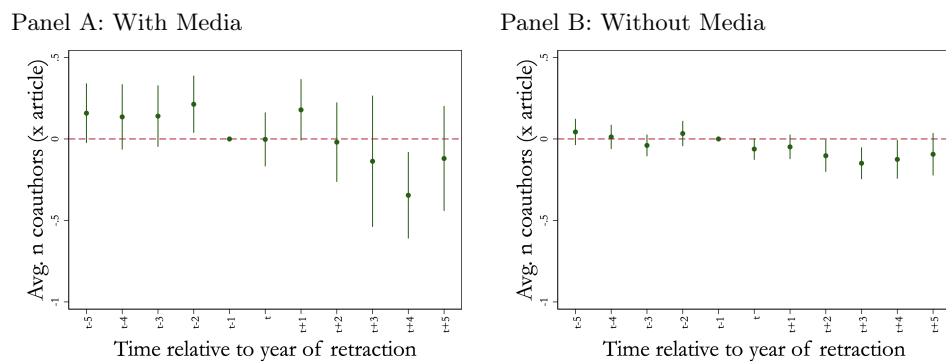 Panel A: With Media
Avg. n coauthors (x article)
.5
0
-.5
-1
t-5 t-4 t-3 t-2 t-1 t t+1 t+2 t+3 t+4 t+5
Time relative to year of retraction
Panel B: Without Media
Avg. n coauthors (x article)
.5
0
-.5
-1
t-5 t-4 t-3 t-2 t-1 t t+1 t+2 t+3 t+4 t+5
Time relative to year of retraction